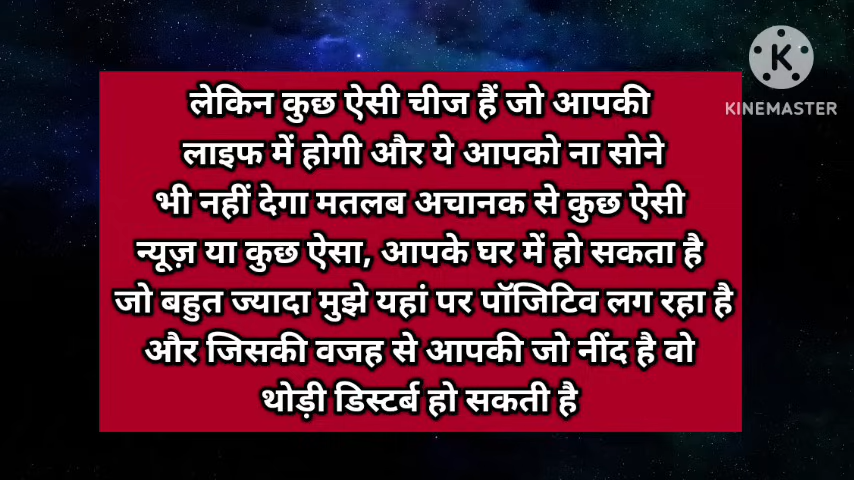 लेकिन कुछ ऐसी चीज हैं जो आपकी
लाइफ में होगी और ये आपको ना सोने
भी नहीं देगा मतलब अचानक से कुछ ऐसी
न्यूज़ या कुछ ऐसा, आपके घर में हो सकता है
जो बहुत ज्यादा मुझे यहां पर पॉजिटिव लग रहा है
और जिसकी वजह से आपकी जो नींद है वो
थोड़ी डिस्टर्ब हो सकती है
K
KINEMASTER